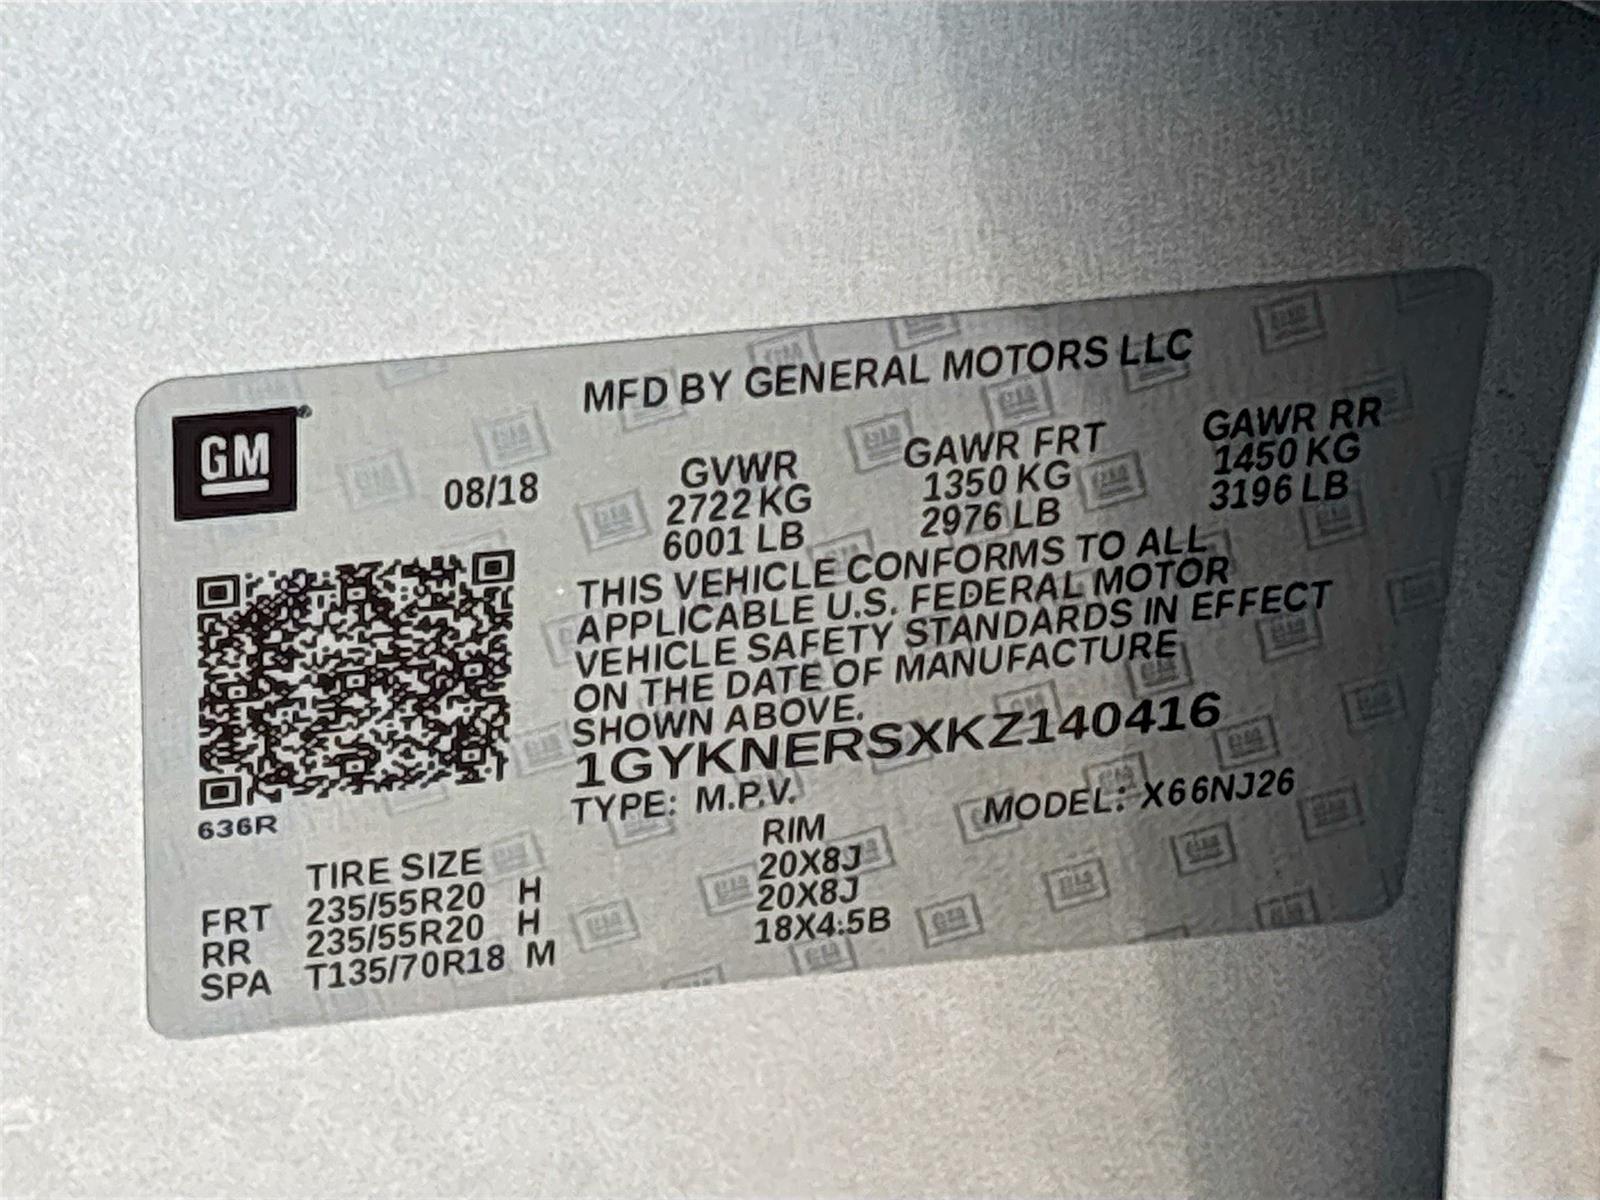 MFD BY GENERAL MOTORS LLC
GM
08/18
GVWR GAWR FRT GAWR RR
2722 KG 1350 KG 1450 KG
6001 LB 2976 LB 3196 LB
THIS VEHICLE CONFORMS TO ALL
APPLICABLE U.S. FEDERAL MOTOR
VEHICLE SAFETY STANDARDS IN EFFECT
ON THE DATE OF MANUFACTURE
SHOWN ABOVE.
1GYKNERSXKZ140416
TYPE: M.P.V. MODEL: X66NJ26
636R
TIRE SIZE RIM
FRT 235/55R20 H 20X8J
RR 235/55R20 H 20X8J
SPA T135/70R18 M 18X4.5B